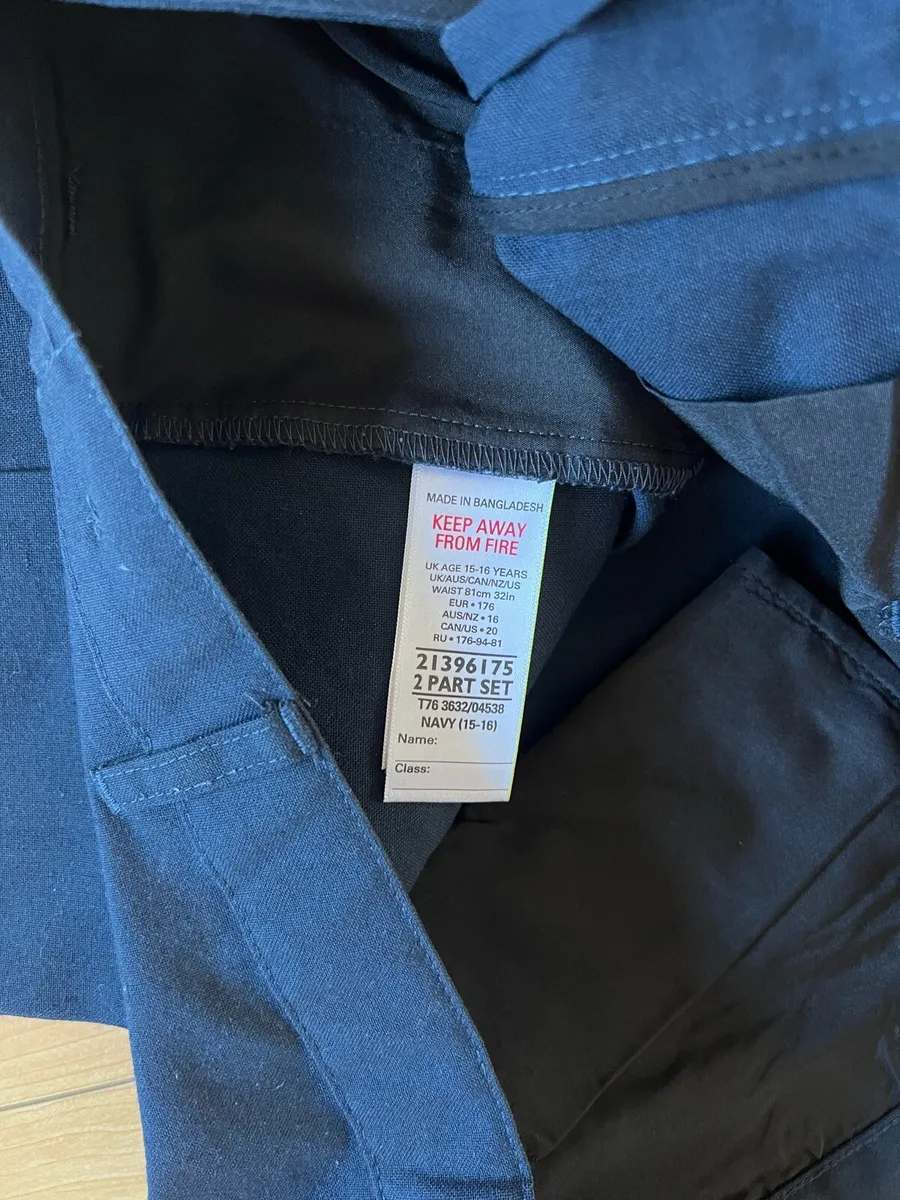 MADE IN BANGLADESH
KEEP AWAY
FROM FIRE
UK AGE 15-16 YEARS
UK/AUS/CAN/NZ/US
WAIST 81cm 32in
EUR • 176
AUS/NZ • 16
CAN/US • 20
RU • 176-94-81
21396175
2 PART SET
T76 3632/04538
NAVY (15-16)
Name:
Class: